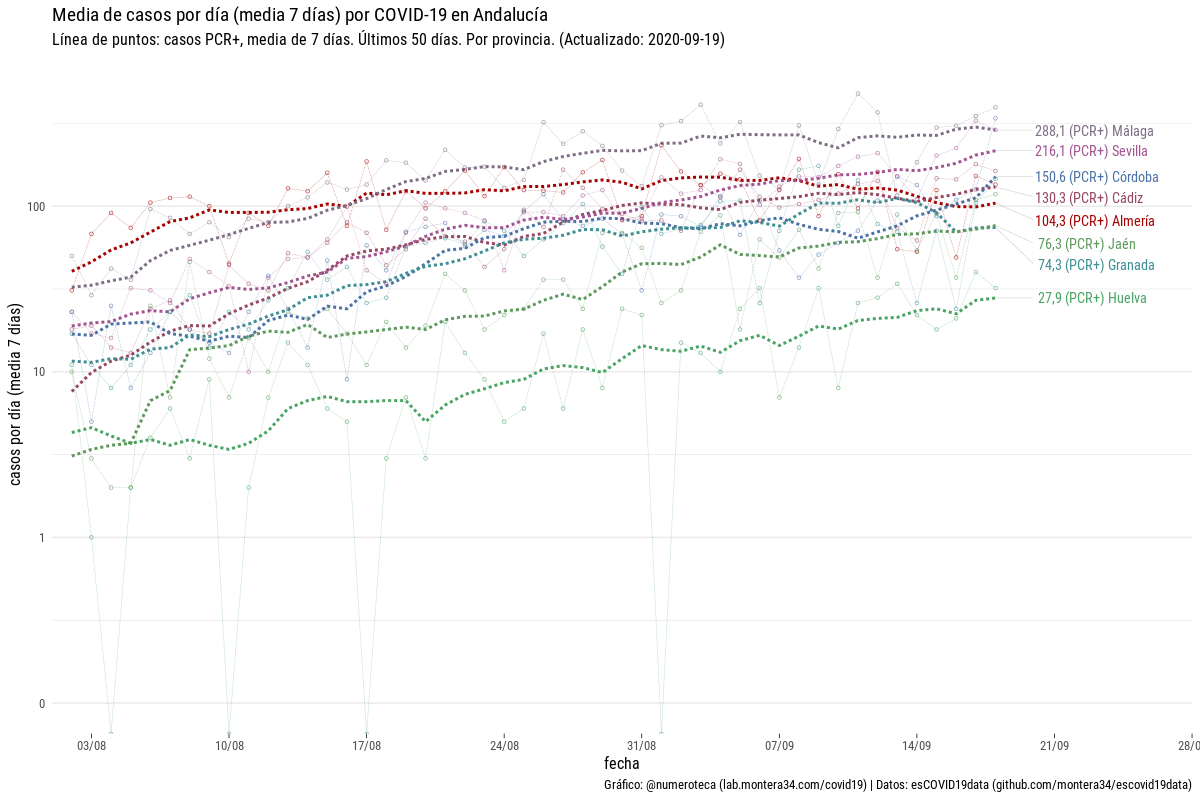 Media de casos por día (media 7 días) por COVID-19 en Andalucía
Línea de puntos: casos PCR+, media de 7 días. Últimos 50 días. Por provincia. (Actualizado: 2020-09-19)
casos por día (media 7 días)
100
10
1
0
288,1 (PCR+) Málaga
216,1 (PCR+) Sevilla
150,6 (PCR+) Córdoba
130,3 (PCR+) Cádiz
104,3 (PCR+) Almería
76,3 (PCR+) Jaén
74,3 (PCR+) Granada
27,9 (PCR+) Huelva
03/08 10/08 17/08 24/08 31/08 07/09 14/09 21/09 28/0
fecha
Gráfico: @numeroteca (lab.montera34.com/covid19) | Datos: esCOVID19data (github.com/montera34/escovid19data)